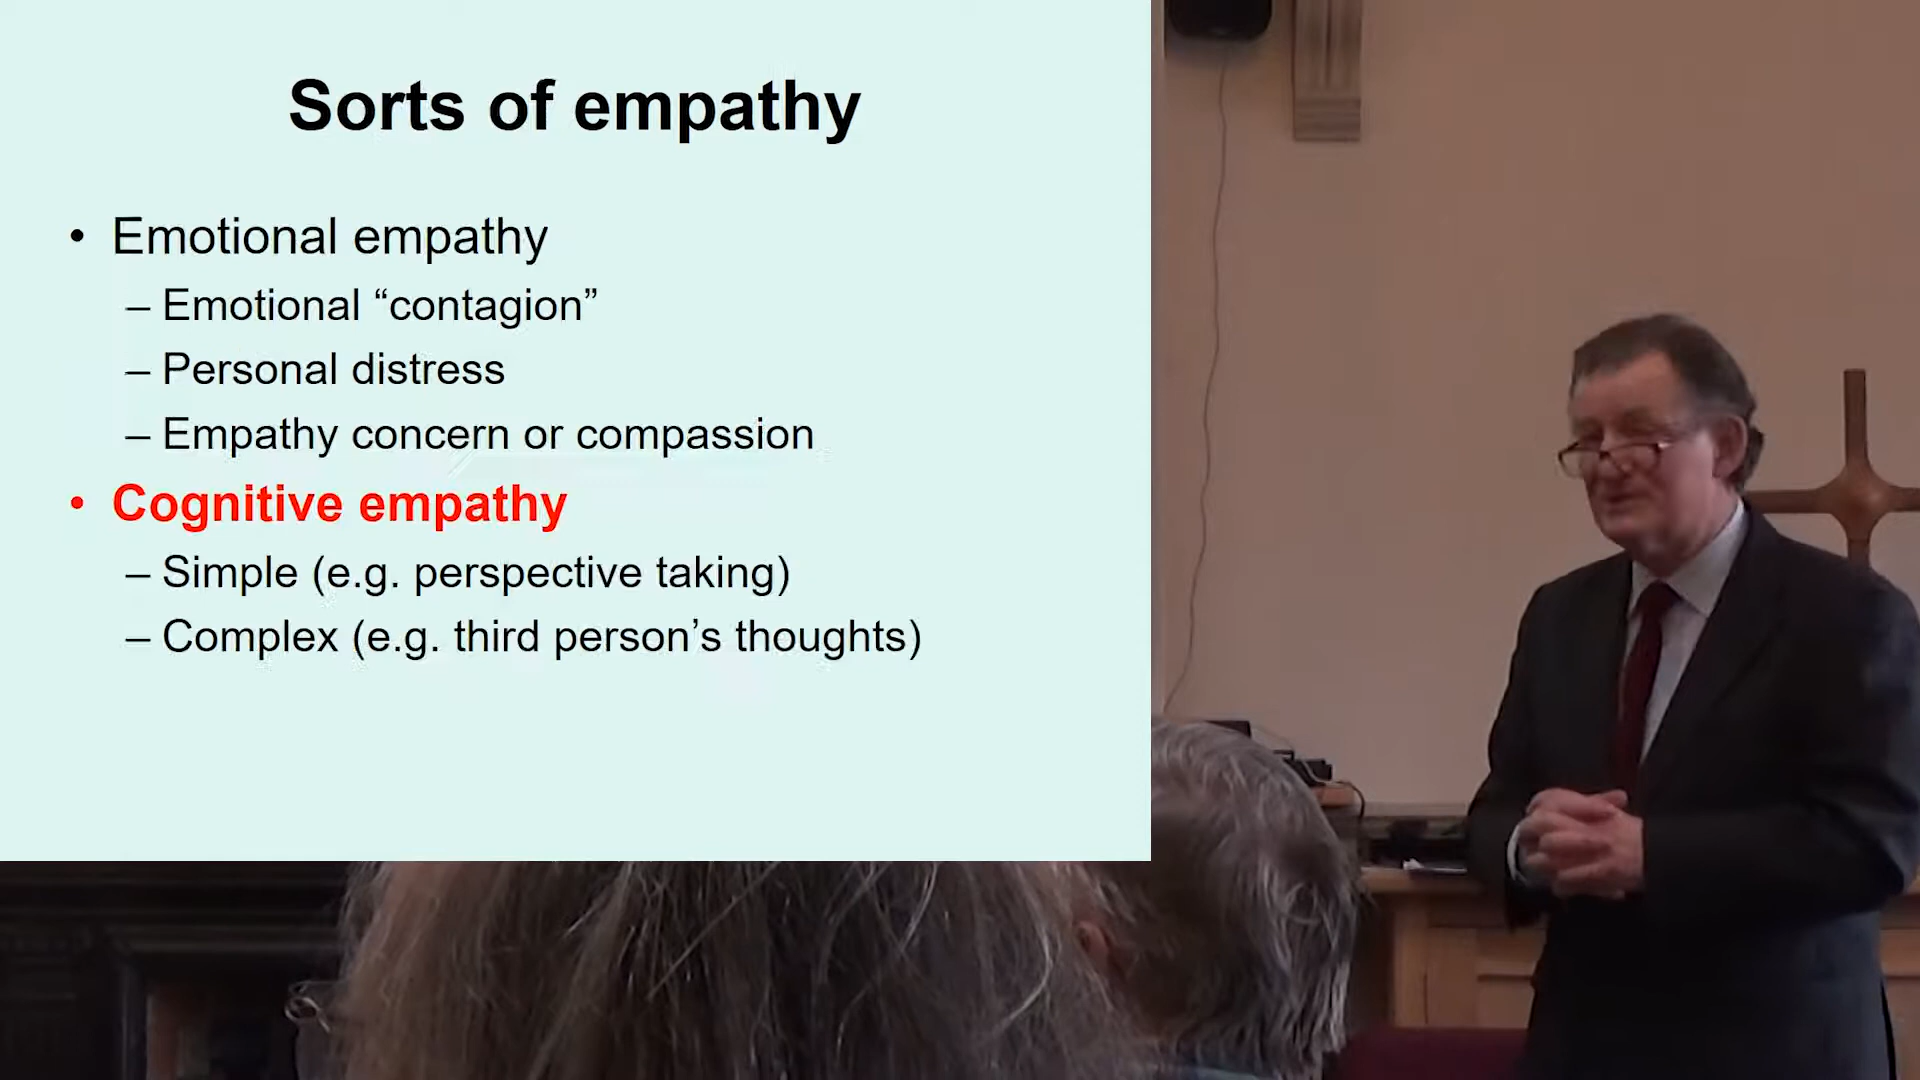 Sorts of empathy
• Emotional empathy
– Emotional “contagion”
– Personal distress
– Empathy concern or compassion
• Cognitive empathy
– Simple (e.g. perspective taking)
– Complex (e.g. third person’s thoughts)